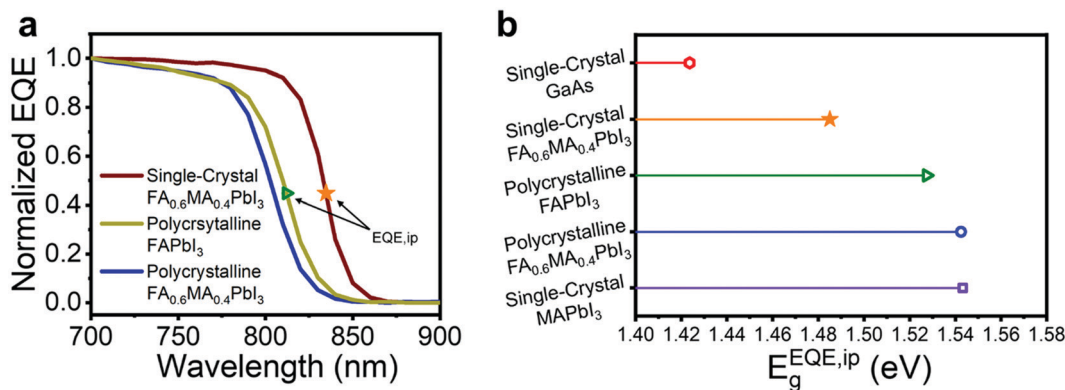 a
Normalized EQE
1.0
0.8
0.6
0.4
0.2
0.0
Single-Crystal
FA₀.₆MA₀.₄PbI₃
Polycrsytalline
FAPbI₃
Polycrystalline
FA₀.₆MA₀.₄PbI₃
EQE,ip
700
750
800
850
900
Wavelength (nm)
b
Single-Crystal
GaAs
Single-Crystal
FA₀.₆MA₀.₄PbI₃
Polycrystalline
FAPbI₃
Polycrystalline
FA₀.₆MA₀.₄PbI₃
Single-Crystal
MAPbI₃
1.40
1.42
1.44
1.46
1.48
1.50
1.52
1.54
1.56
1.58
E_g^EQE,ip (eV)